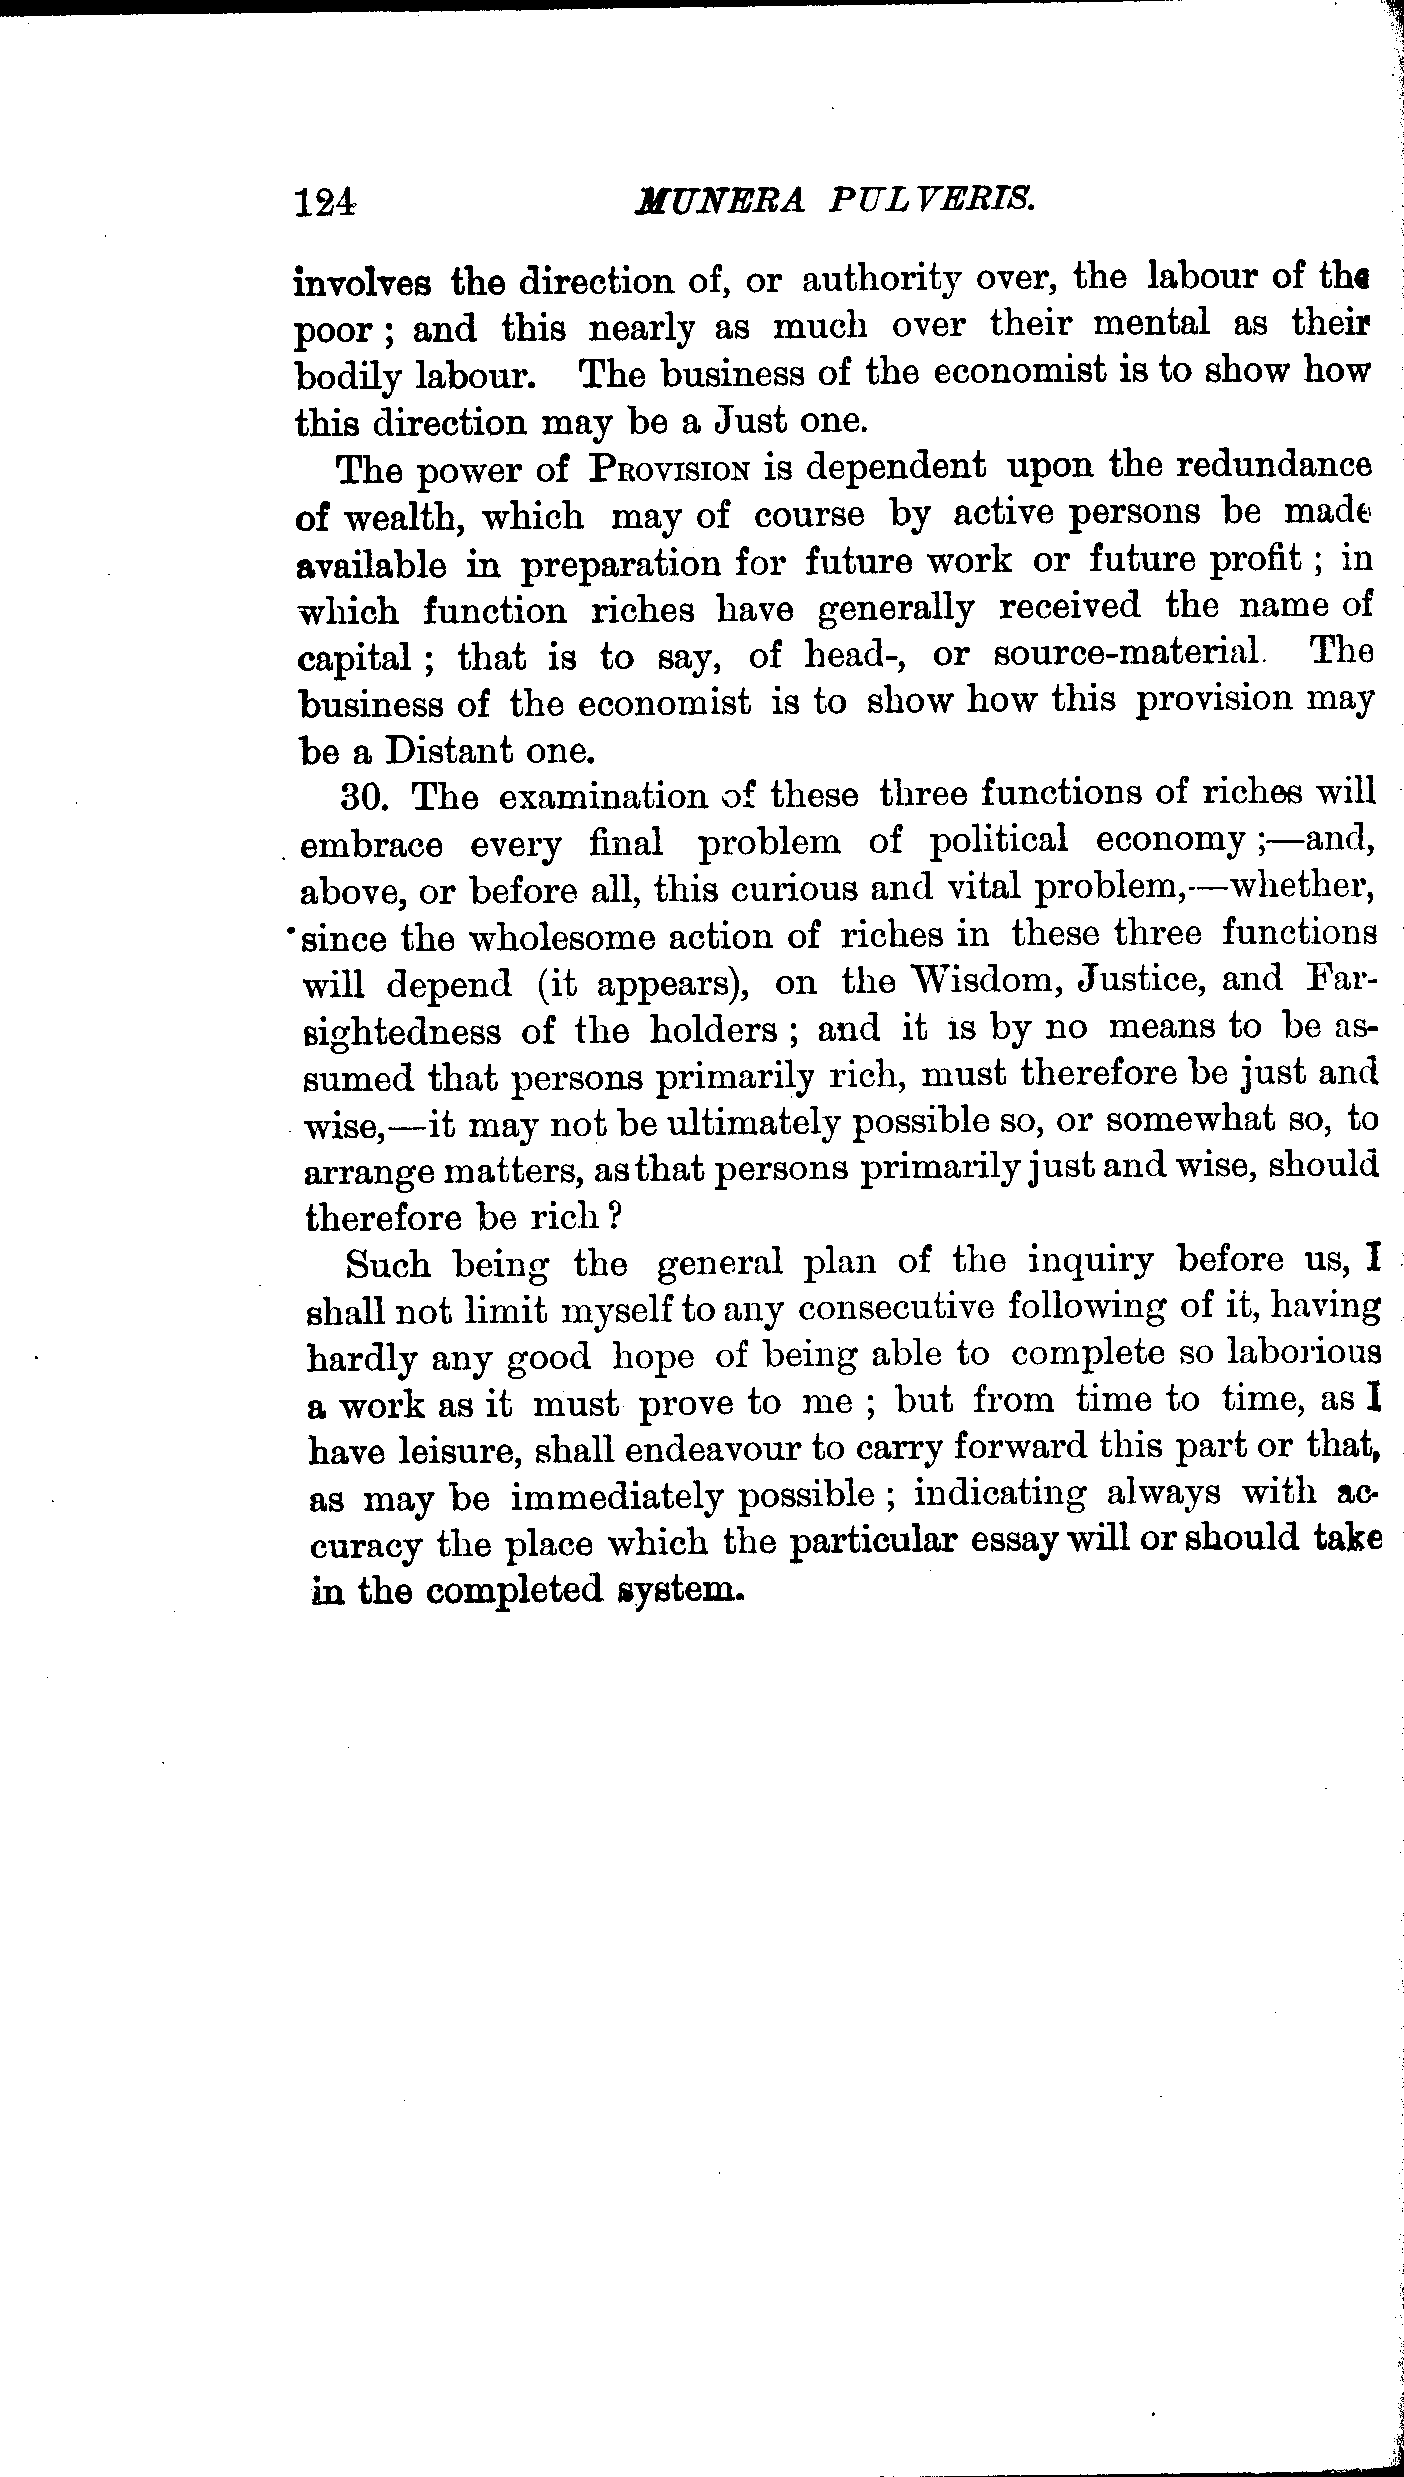 124 MUNERA PULVERIS.
involves the direction of, or authority over, the labour of the
poor ; and this nearly as much over their mental as their
bodily labour. The business of the economist is to show how
this direction may be a Just one.
The power of PROVISION is dependent upon the redundance
of wealth, which may of course by active persons be made
available in preparation for future work or future profit ; in
which function riches have generally received the name of
capital ; that is to say, of head-, or source-material. The
business of the economist is to show how this provision may
be a Distant one.
30. The examination of these three functions of riches will
embrace every final problem of political economy ;—and,
above, or before all, this curious and vital problem,—whether,
since the wholesome action of riches in these three functions
will depend (it appears), on the Wisdom, Justice, and Far-
sightedness of the holders ; and it is by no means to be as-
sumed that persons primarily rich, must therefore be just and
wise,—it may not be ultimately possible so, or somewhat so, to
arrange matters, as that persons primarily just and wise, should
therefore be rich ?
Such being the general plan of the inquiry before us, I
shall not limit myself to any consecutive following of it, having
hardly any good hope of being able to complete so laborious
a work as it must prove to me ; but from time to time, as I
have leisure, shall endeavour to carry forward this part or that,
as may be immediately possible ; indicating always with ac-
curacy the place which the particular essay will or should take
in the completed system.